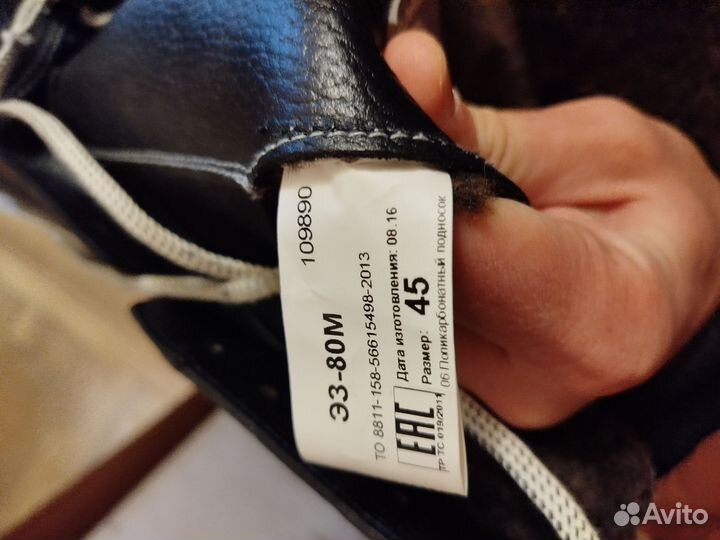 109890
ЭЗ-80М
ТО 8811-158-56615498-2013
Дата изготовления: 08.16
Размер: 45
06 Поликарбонатный подносок
ЕАС
ТР ТС 019/2011
Avito